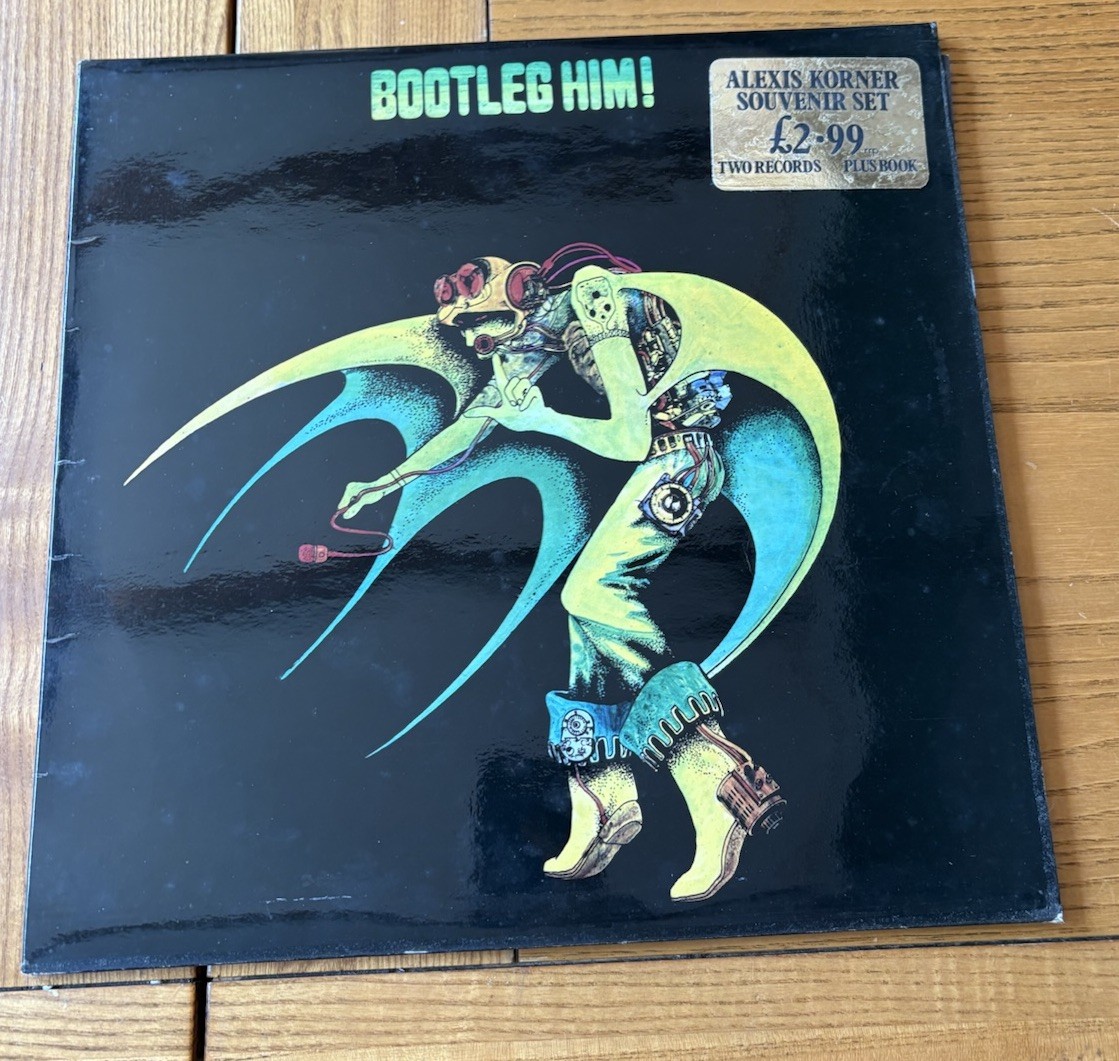 BOOTLEG HIM!
ALEXIS KORNER
SOUVENIR SET
£2·99
TWO RECORDS PLUS BOOK